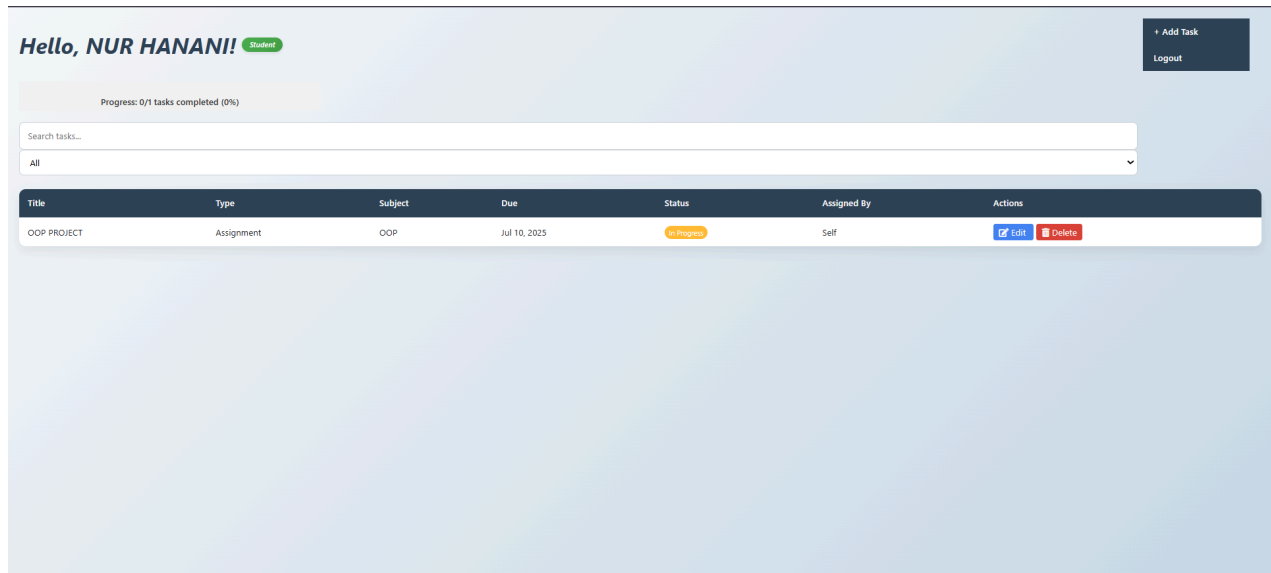 Hello, NUR HANANI! Student
+ Add Task
Logout
Progress: 0/1 tasks completed (0%)
Search tasks...
All
Title Type Subject Due Status Assigned By Actions
OOP PROJECT Assignment OOP Jul 10, 2025 In Progress Self Edit Delete